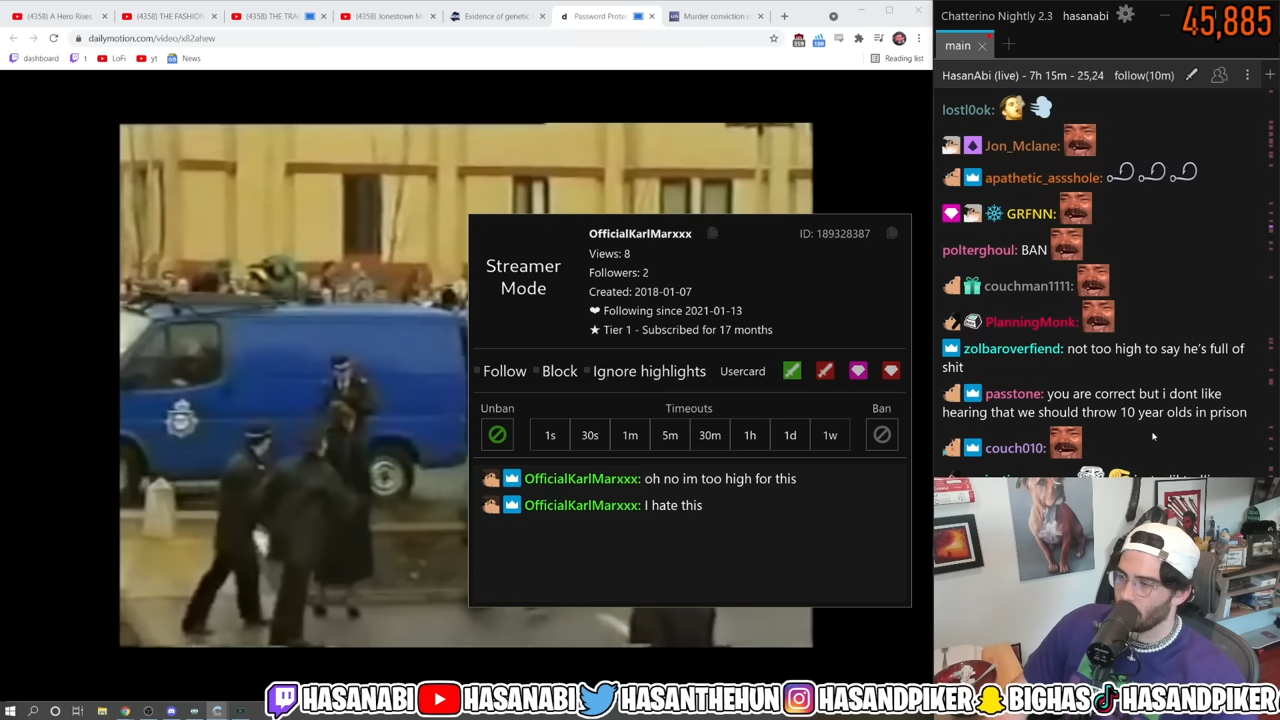 (4358) A Hero Rises
(4358) THE FASHION
(4358) THE TRA
(4358) Jonestown M
Evidence of genetic
Password Prote
Murder conviction o
dailymotion.com/video/x82ahew
dashboard
t
LoFi
yt
News
Reading list
Chatterino Nightly 2.3
hasanabi
45,885
main
HasanAbi (live) - 7h 15m - 25,24
follow(10m)
lostl0ok:
Jon_Mclane:
apathetic_assshole:
GRFNN:
polterghoul: BAN
couchman1111:
PlanningMonk:
zolbaroverfiend: not too high to say he's full of
shit
passtone: you are correct but i dont like
hearing that we should throw 10 year olds in prison
couch010:
Streamer
Mode
OfficialKarlMarxxx
ID: 189328387
Views: 8
Followers: 2
Created: 2018-01-07
❤ Following since 2021-01-13
★ Tier 1 - Subscribed for 17 months
Follow
Block
Ignore highlights
Usercard
Unban
Timeouts
Ban
1s
30s
1m
5m
30m
1h
1d
1w
OfficialKarlMarxxx: oh no im too high for this
OfficialKarlMarxxx: I hate this
HASANABI
HASANABI
HASANTHEHUN
HASANDPIKER
BIGHAS
HASANDPIKER